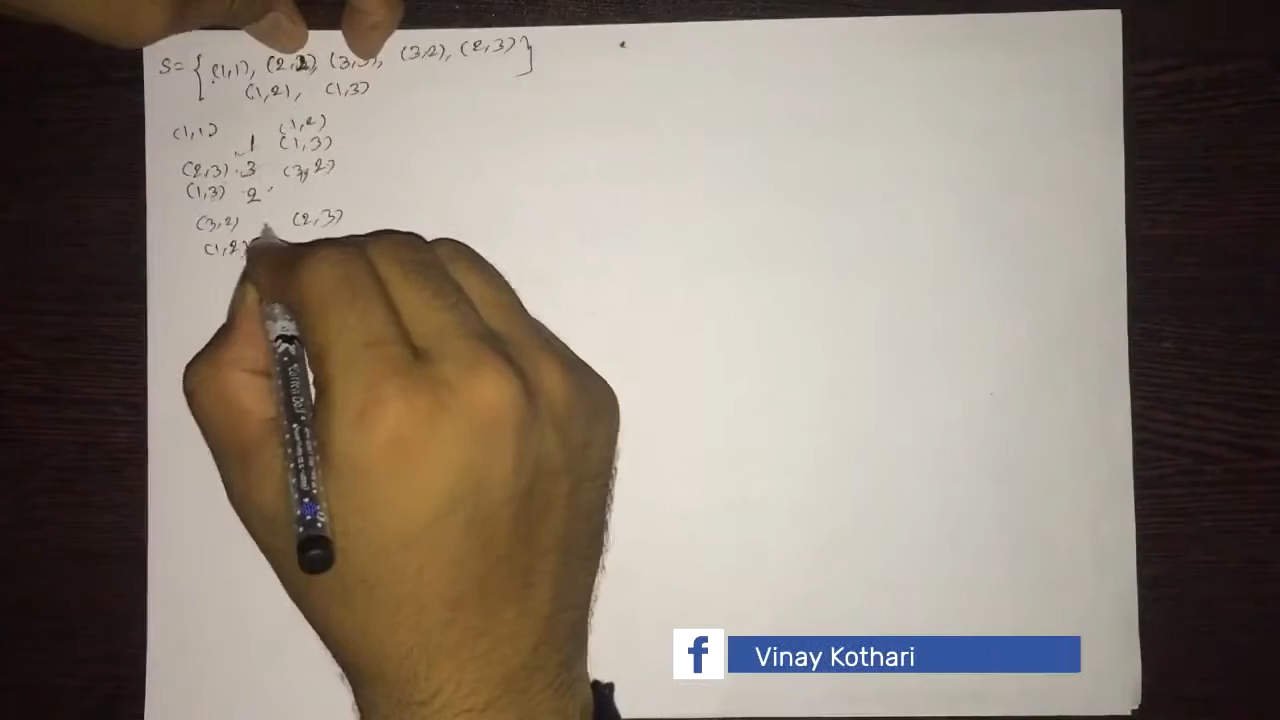 S = { (1,1), (2,2), (3,3), (3,2), (2,3) }
(1,2), (1,3)
(1,1) (1,2)
1 (1,3)
(2,3) 3 (3,2)
(1,3) 2
(3,2) (2,3)
(1,2)
Vinay Kothari